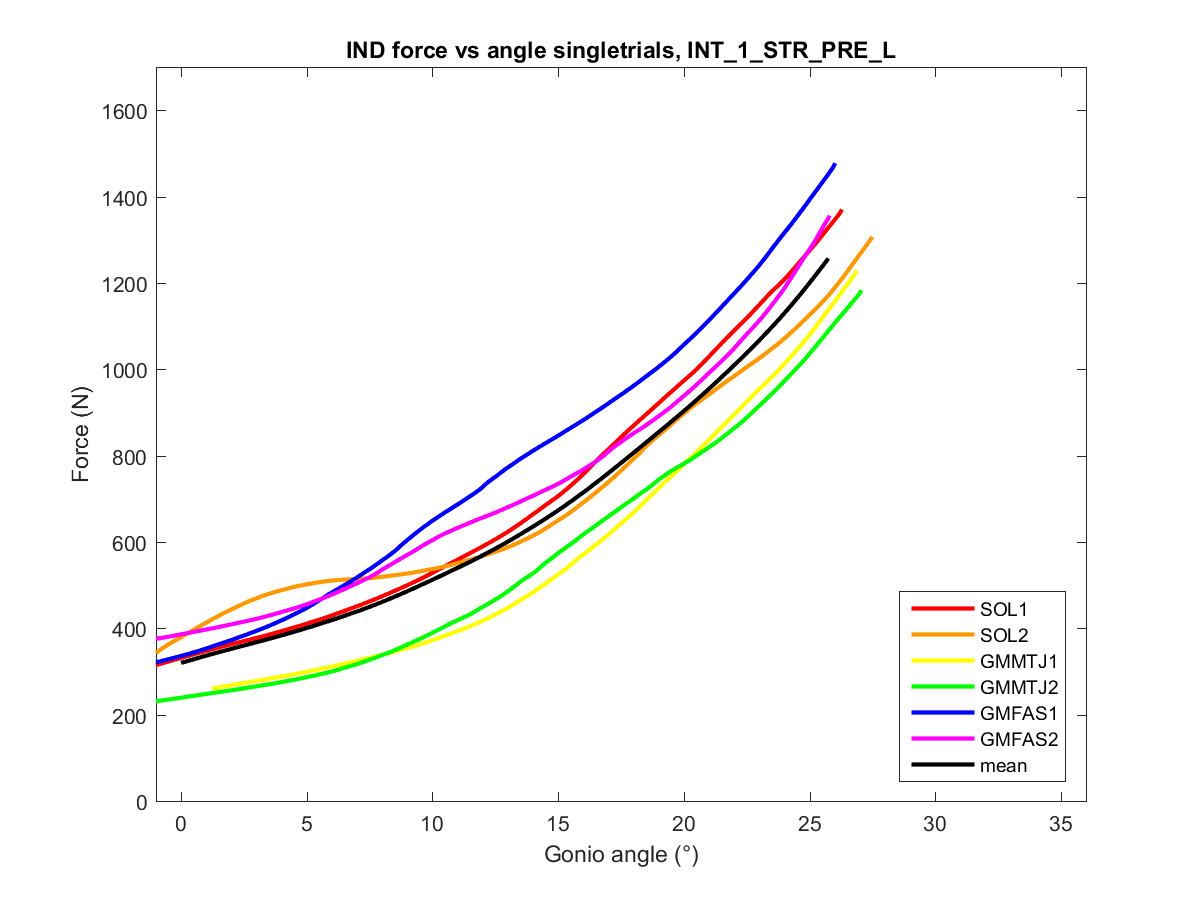 IND force vs angle singletrials, INT_1_STR_PRE_L
1600
1400
1200
1000
800
600
400
200
0
Force (N)
0 5 10 15 20 25 30 35
Gonio angle (°)
SOL1
SOL2
GMMTJ1
GMMTJ2
GMFAS1
GMFAS2
mean